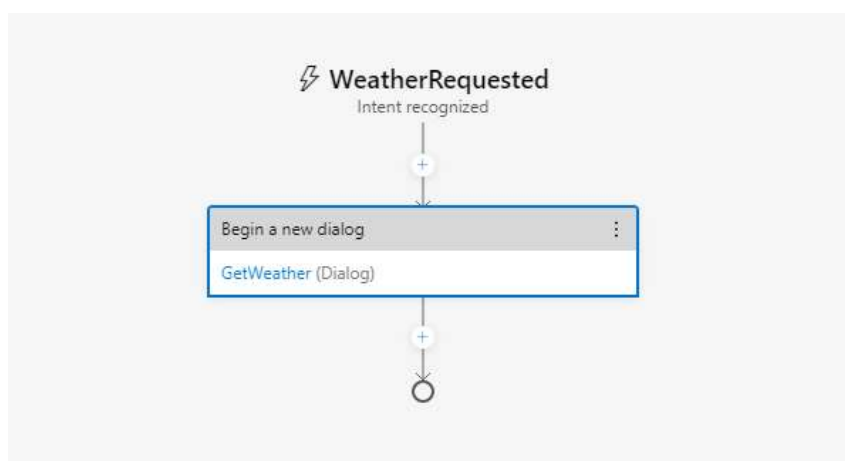 WeatherRequested
Intent recognized
Begin a new dialog
GetWeather (Dialog)